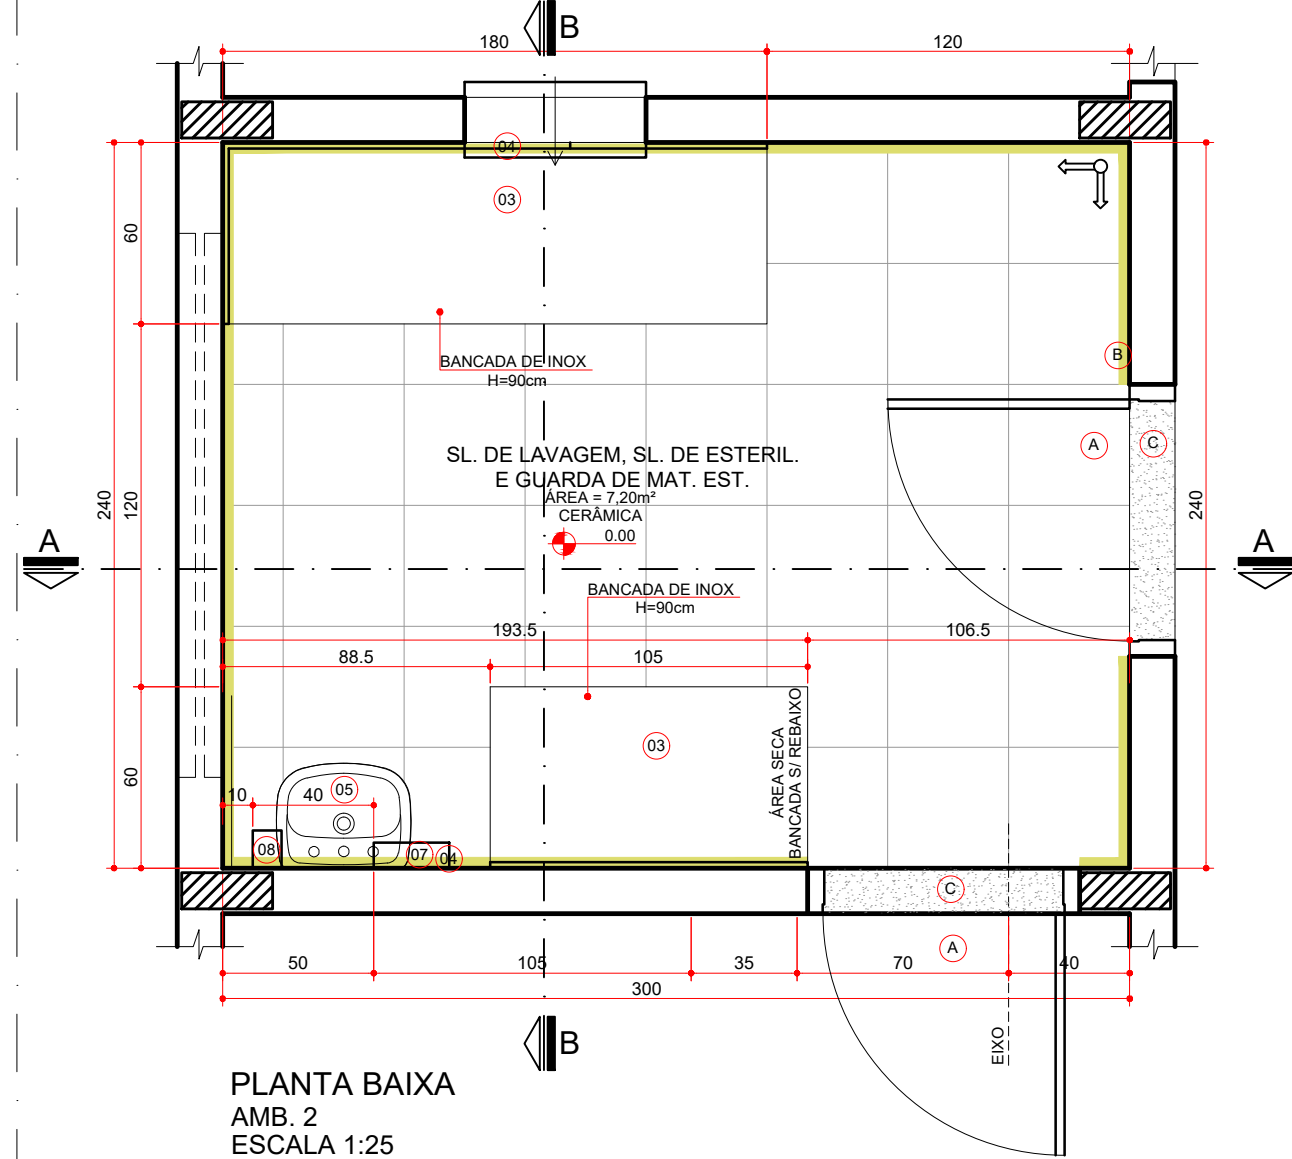 B
180
120
04
03
60
B
BANCADA DE INOX
H=90cm
A
C
SL. DE LAVAGEM, SL. DE ESTERIL.
E GUARDA DE MAT. EST.
ÁREA = 7,20m²
CERÂMICA
0.00
240
120
240
A
A
BANCADA DE INOX
H=90cm
193.5
106.5
88.5
105
03
ÁREA SECA
BANCADA S/ REBAIXO
60
10
40
05
08
07
04
C
A
50
105
35
70
40
300
EIXO
B
PLANTA BAIXA
AMB. 2
ESCALA 1:25